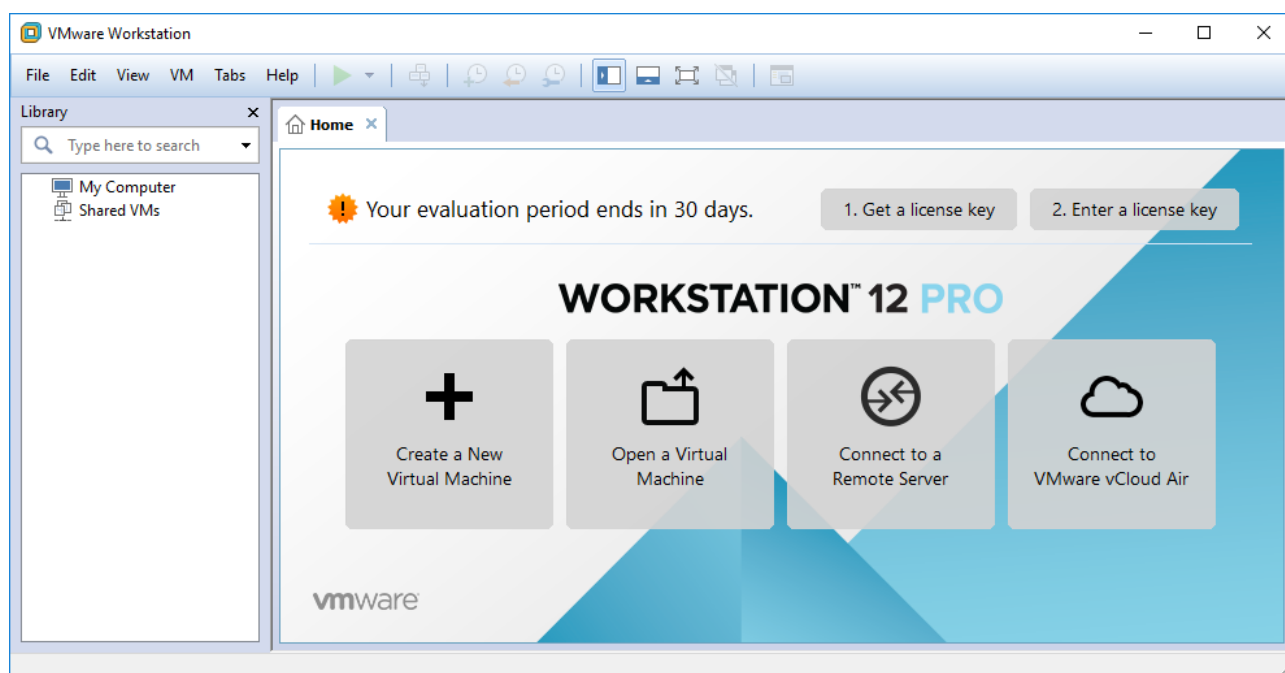 VMware Workstation
File Edit View VM Tabs Help
Library
Home
Type here to search
My Computer
Shared VMs
Your evaluation period ends in 30 days.
1. Get a license key
2. Enter a license key
WORKSTATION™ 12 PRO
Create a New
Virtual Machine
Open a Virtual
Machine
Connect to a
Remote Server
Connect to
VMware vCloud Air
vmware